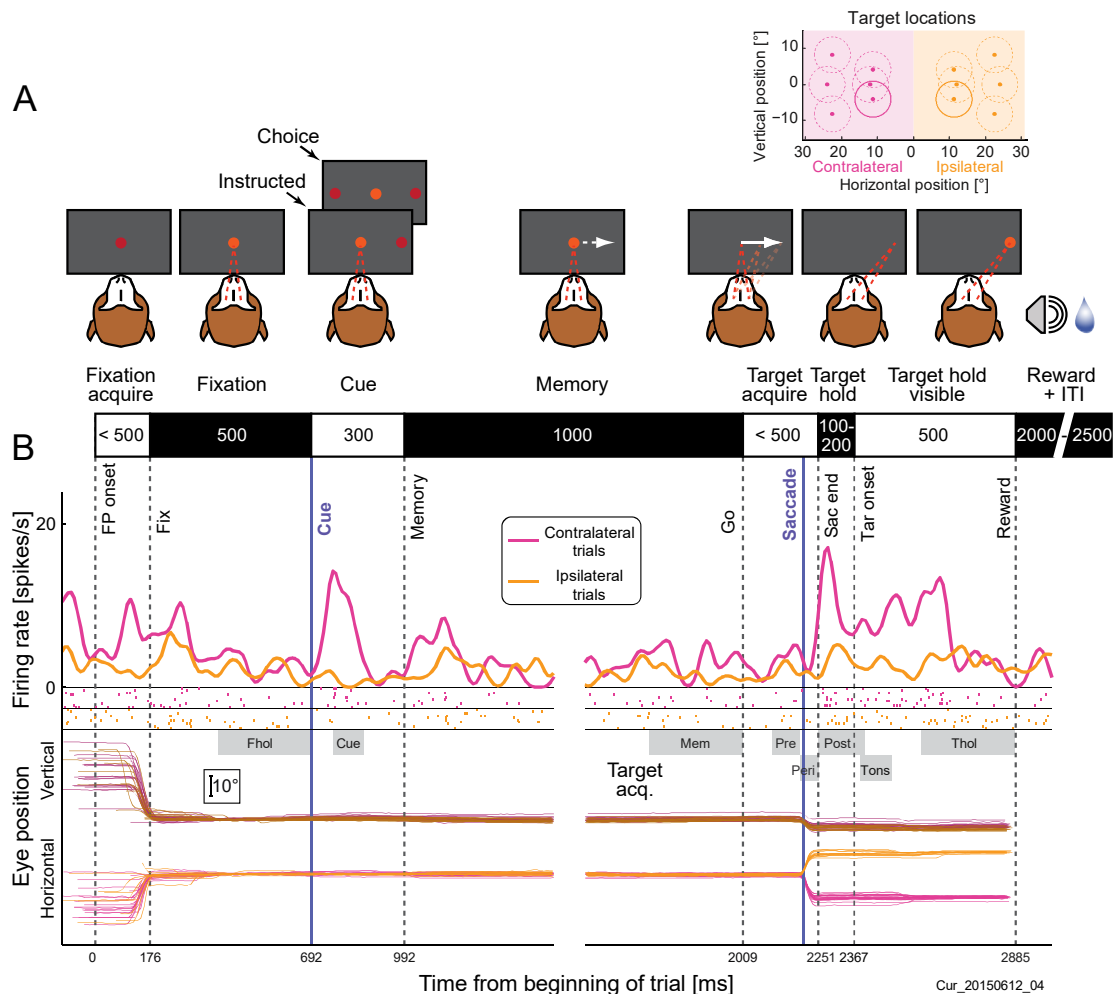 Target locations
Vertical position [°]
10
0
−10
30
20
10
0
10
20
30
Contralateral
Ipsilateral
Horizontal position [°]
A
Choice
Instructed
Fixation
acquire
Fixation
Cue
Memory
Target
acquire
Target
hold
Target hold
visible
Reward
+ ITI
< 500
500
300
1000
< 500
100-
200
500
2000 - 2500
B
FP onset
Fix
Cue
Memory
Go
Saccade
Sac end
Tar onset
Reward
Contralateral
trials
Ipsilateral
trials
Firing rate [spikes/s]
20
0
Fhol
Cue
Mem
Pre
Peri
Post
Tons
Thol
10°
Target
acq.
Eye position
Vertical
Horizontal
0
176
692
992
2009
2251
2367
2885
Time from beginning of trial [ms]
Cur_20150612_04